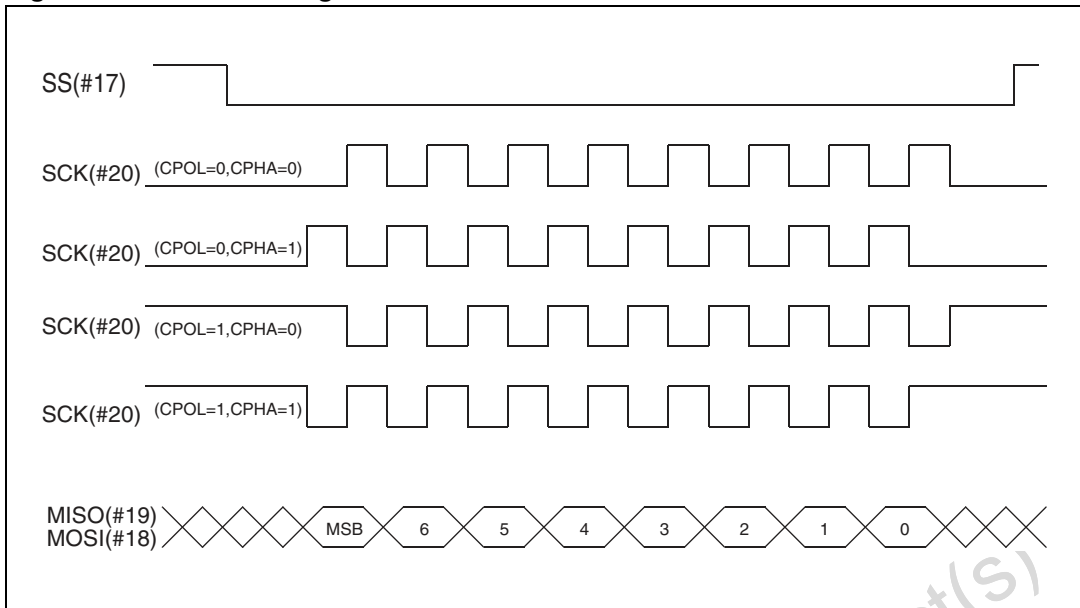 SS(#17)
SCK(#20) (CPOL=0,CPHA=0)
SCK(#20) (CPOL=0,CPHA=1)
SCK(#20) (CPOL=1,CPHA=0)
SCK(#20) (CPOL=1,CPHA=1)
MISO(#19)
MOSI(#18)
MSB 6 5 4 3 2 1 0